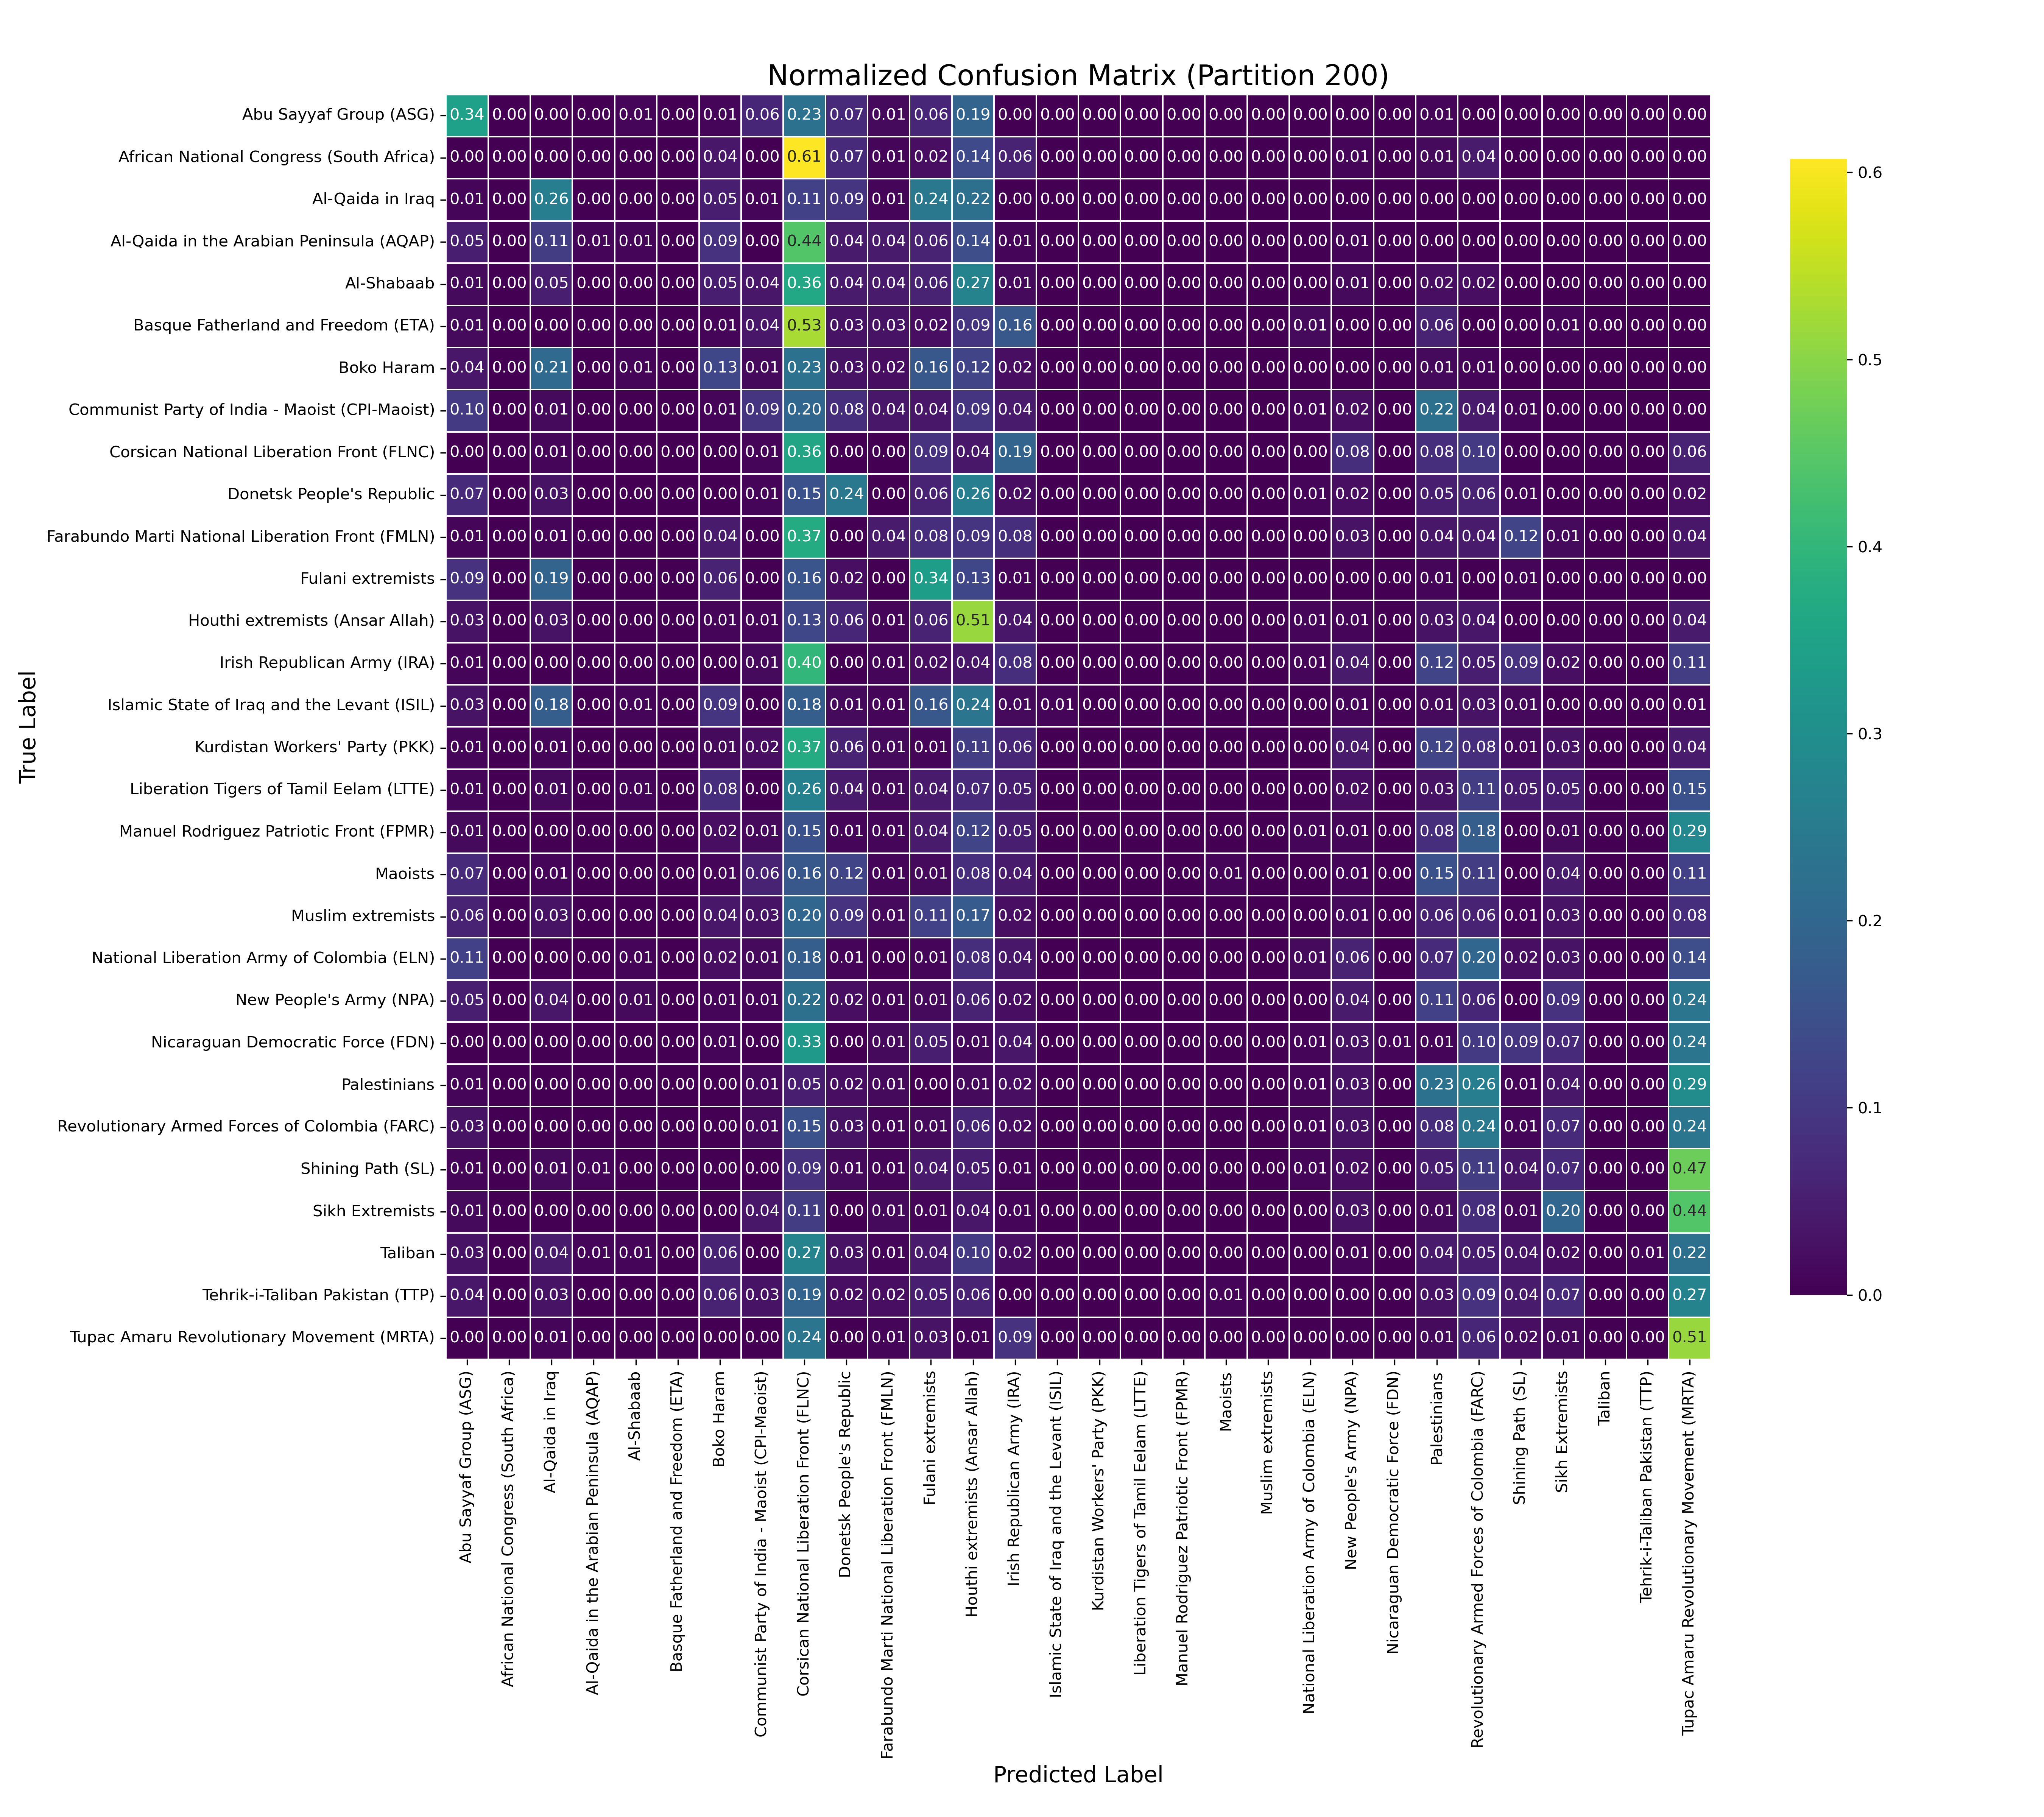 Normalized Confusion Matrix (Partition 200)
Abu Sayyaf Group (ASG) 0.34 0.00 0.00 0.00 0.01 0.00 0.01 0.06 0.23 0.07 0.01 0.06 0.19 0.00 0.00 0.00 0.00 0.00 0.00 0.00 0.00 0.00 0.00 0.01 0.00 0.00 0.00 0.00 0.00 0.00
African National Congress (South Africa) 0.00 0.00 0.00 0.00 0.00 0.00 0.04 0.00 0.61 0.07 0.01 0.02 0.14 0.06 0.00 0.00 0.00 0.00 0.00 0.00 0.00 0.01 0.00 0.01 0.04 0.00 0.00 0.00 0.00 0.00
Al-Qaida in Iraq 0.01 0.00 0.26 0.00 0.00 0.00 0.05 0.01 0.11 0.09 0.01 0.24 0.22 0.00 0.00 0.00 0.00 0.00 0.00 0.00 0.00 0.00 0.00 0.00 0.00 0.00 0.00 0.00 0.00 0.00
Al-Qaida in the Arabian Peninsula (AQAP) 0.05 0.00 0.11 0.01 0.01 0.00 0.09 0.00 0.44 0.04 0.04 0.06 0.14 0.01 0.00 0.00 0.00 0.00 0.00 0.00 0.00 0.01 0.00 0.00 0.00 0.00 0.00 0.00 0.00 0.00
Al-Shabaab 0.01 0.00 0.05 0.00 0.00 0.00 0.05 0.04 0.36 0.04 0.04 0.06 0.27 0.01 0.00 0.00 0.00 0.00 0.00 0.00 0.00 0.01 0.00 0.02 0.02 0.00 0.00 0.00 0.00 0.00
Basque Fatherland and Freedom (ETA) 0.01 0.00 0.00 0.00 0.00 0.00 0.01 0.04 0.53 0.03 0.03 0.02 0.09 0.16 0.00 0.00 0.00 0.00 0.00 0.00 0.01 0.00 0.00 0.06 0.00 0.00 0.01 0.00 0.00 0.00
Boko Haram 0.04 0.00 0.21 0.00 0.01 0.00 0.13 0.01 0.23 0.03 0.02 0.16 0.12 0.02 0.00 0.00 0.00 0.00 0.00 0.00 0.00 0.00 0.00 0.01 0.01 0.00 0.00 0.00 0.00 0.00
Communist Party of India - Maoist (CPI-Maoist) 0.10 0.00 0.01 0.00 0.00 0.00 0.01 0.09 0.20 0.08 0.04 0.04 0.09 0.04 0.00 0.00 0.00 0.00 0.00 0.00 0.01 0.02 0.00 0.22 0.04 0.01 0.00 0.00 0.00 0.00
Corsican National Liberation Front (FLNC) 0.00 0.00 0.01 0.00 0.00 0.00 0.00 0.01 0.36 0.00 0.00 0.09 0.04 0.19 0.00 0.00 0.00 0.00 0.00 0.00 0.00 0.08 0.00 0.08 0.10 0.00 0.00 0.00 0.00 0.06
Donetsk People's Republic 0.07 0.00 0.03 0.00 0.00 0.00 0.00 0.01 0.15 0.24 0.00 0.06 0.26 0.02 0.00 0.00 0.00 0.00 0.00 0.00 0.01 0.02 0.00 0.05 0.06 0.01 0.00 0.00 0.00 0.02
Farabundo Marti National Liberation Front (FMLN) 0.01 0.00 0.01 0.00 0.00 0.00 0.04 0.00 0.37 0.00 0.04 0.08 0.09 0.08 0.00 0.00 0.00 0.00 0.00 0.00 0.00 0.03 0.00 0.04 0.04 0.12 0.01 0.00 0.00 0.04
Fulani extremists 0.09 0.00 0.19 0.00 0.00 0.00 0.06 0.00 0.16 0.02 0.00 0.34 0.13 0.01 0.00 0.00 0.00 0.00 0.00 0.00 0.00 0.00 0.00 0.01 0.00 0.01 0.00 0.00 0.00 0.00
Houthi extremists (Ansar Allah) 0.03 0.00 0.03 0.00 0.00 0.00 0.01 0.01 0.13 0.06 0.01 0.06 0.51 0.04 0.00 0.00 0.00 0.00 0.00 0.00 0.01 0.01 0.00 0.03 0.04 0.00 0.00 0.00 0.00 0.04
Irish Republican Army (IRA) 0.01 0.00 0.00 0.00 0.00 0.00 0.00 0.01 0.40 0.00 0.01 0.02 0.04 0.08 0.00 0.00 0.00 0.00 0.00 0.00 0.01 0.04 0.00 0.12 0.05 0.09 0.02 0.00 0.00 0.11
Islamic State of Iraq and the Levant (ISIL) 0.03 0.00 0.18 0.00 0.01 0.00 0.09 0.00 0.18 0.01 0.01 0.16 0.24 0.01 0.01 0.00 0.00 0.00 0.00 0.00 0.00 0.01 0.00 0.01 0.03 0.01 0.00 0.00 0.00 0.01
Kurdistan Workers' Party (PKK) 0.01 0.00 0.01 0.00 0.00 0.00 0.01 0.02 0.37 0.06 0.01 0.01 0.11 0.06 0.00 0.00 0.00 0.00 0.00 0.00 0.00 0.04 0.00 0.12 0.08 0.01 0.03 0.00 0.00 0.04
Liberation Tigers of Tamil Eelam (LTTE) 0.01 0.00 0.01 0.00 0.01 0.00 0.08 0.00 0.26 0.04 0.01 0.04 0.07 0.05 0.00 0.00 0.00 0.00 0.00 0.00 0.00 0.02 0.00 0.03 0.11 0.05 0.05 0.00 0.00 0.15
Manuel Rodriguez Patriotic Front (FPMR) 0.01 0.00 0.00 0.00 0.00 0.00 0.02 0.01 0.15 0.01 0.01 0.04 0.12 0.05 0.00 0.00 0.00 0.00 0.00 0.00 0.01 0.01 0.00 0.08 0.18 0.00 0.01 0.00 0.00 0.29
Maoists 0.07 0.00 0.01 0.00 0.00 0.00 0.01 0.06 0.16 0.12 0.01 0.01 0.08 0.04 0.00 0.00 0.00 0.00 0.01 0.00 0.00 0.01 0.00 0.15 0.11 0.00 0.04 0.00 0.00 0.11
Muslim extremists 0.06 0.00 0.03 0.00 0.00 0.00 0.04 0.03 0.20 0.09 0.01 0.11 0.17 0.02 0.00 0.00 0.00 0.00 0.00 0.00 0.00 0.01 0.00 0.06 0.06 0.01 0.03 0.00 0.00 0.08
National Liberation Army of Colombia (ELN) 0.11 0.00 0.00 0.00 0.01 0.00 0.02 0.01 0.18 0.01 0.00 0.01 0.08 0.04 0.00 0.00 0.00 0.00 0.00 0.00 0.01 0.06 0.00 0.07 0.20 0.02 0.03 0.00 0.00 0.14
New People's Army (NPA) 0.05 0.00 0.04 0.00 0.01 0.00 0.01 0.01 0.22 0.02 0.01 0.01 0.06 0.02 0.00 0.00 0.00 0.00 0.00 0.00 0.00 0.04 0.00 0.11 0.06 0.00 0.09 0.00 0.00 0.24
Nicaraguan Democratic Force (FDN) 0.00 0.00 0.00 0.00 0.00 0.00 0.01 0.00 0.33 0.00 0.01 0.05 0.01 0.04 0.00 0.00 0.00 0.00 0.00 0.00 0.01 0.03 0.01 0.01 0.10 0.09 0.07 0.00 0.00 0.24
Palestinians 0.01 0.00 0.00 0.00 0.00 0.00 0.00 0.01 0.05 0.02 0.01 0.00 0.01 0.02 0.00 0.00 0.00 0.00 0.00 0.00 0.01 0.03 0.00 0.23 0.26 0.01 0.04 0.00 0.00 0.29
Revolutionary Armed Forces of Colombia (FARC) 0.03 0.00 0.00 0.00 0.00 0.00 0.00 0.01 0.15 0.03 0.01 0.01 0.06 0.02 0.00 0.00 0.00 0.00 0.00 0.00 0.01 0.03 0.00 0.08 0.24 0.01 0.07 0.00 0.00 0.24
Shining Path (SL) 0.01 0.00 0.01 0.01 0.00 0.00 0.00 0.00 0.09 0.01 0.01 0.04 0.05 0.01 0.00 0.00 0.00 0.00 0.00 0.00 0.01 0.02 0.00 0.05 0.11 0.04 0.07 0.00 0.00 0.47
Sikh Extremists 0.01 0.00 0.00 0.00 0.00 0.00 0.00 0.04 0.11 0.00 0.01 0.01 0.04 0.01 0.00 0.00 0.00 0.00 0.00 0.00 0.00 0.03 0.00 0.01 0.08 0.01 0.20 0.00 0.00 0.44
Taliban 0.03 0.00 0.04 0.01 0.01 0.00 0.06 0.00 0.27 0.03 0.01 0.04 0.10 0.02 0.00 0.00 0.00 0.00 0.00 0.00 0.00 0.01 0.00 0.04 0.05 0.04 0.02 0.00 0.01 0.22
Tehrik-i-Taliban Pakistan (TTP) 0.04 0.00 0.03 0.00 0.00 0.00 0.06 0.03 0.19 0.02 0.02 0.05 0.06 0.00 0.00 0.00 0.00 0.00 0.01 0.00 0.00 0.00 0.00 0.03 0.09 0.04 0.07 0.00 0.00 0.27
Tupac Amaru Revolutionary Movement (MRTA) 0.00 0.00 0.01 0.00 0.00 0.00 0.00 0.00 0.24 0.00 0.01 0.03 0.01 0.09 0.00 0.00 0.00 0.00 0.00 0.00 0.00 0.00 0.00 0.01 0.06 0.02 0.01 0.00 0.00 0.51
True Label
Abu Sayyaf Group (ASG)
African National Congress (South Africa)
Al-Qaida in Iraq
Al-Qaida in the Arabian Peninsula (AQAP)
Al-Shabaab
Basque Fatherland and Freedom (ETA)
Boko Haram
Communist Party of India - Maoist (CPI-Maoist)
Corsican National Liberation Front (FLNC)
Donetsk People's Republic
Farabundo Marti National Liberation Front (FMLN)
Fulani extremists
Houthi extremists (Ansar Allah)
Irish Republican Army (IRA)
Islamic State of Iraq and the Levant (ISIL)
Kurdistan Workers' Party (PKK)
Liberation Tigers of Tamil Eelam (LTTE)
Manuel Rodriguez Patriotic Front (FPMR)
Maoists
Muslim extremists
National Liberation Army of Colombia (ELN)
New People's Army (NPA)
Nicaraguan Democratic Force (FDN)
Palestinians
Revolutionary Armed Forces of Colombia (FARC)
Shining Path (SL)
Sikh Extremists
Taliban
Tehrik-i-Taliban Pakistan (TTP)
Tupac Amaru Revolutionary Movement (MRTA)
Predicted Label
0.6
0.5
0.4
0.3
0.2
0.1
0.0